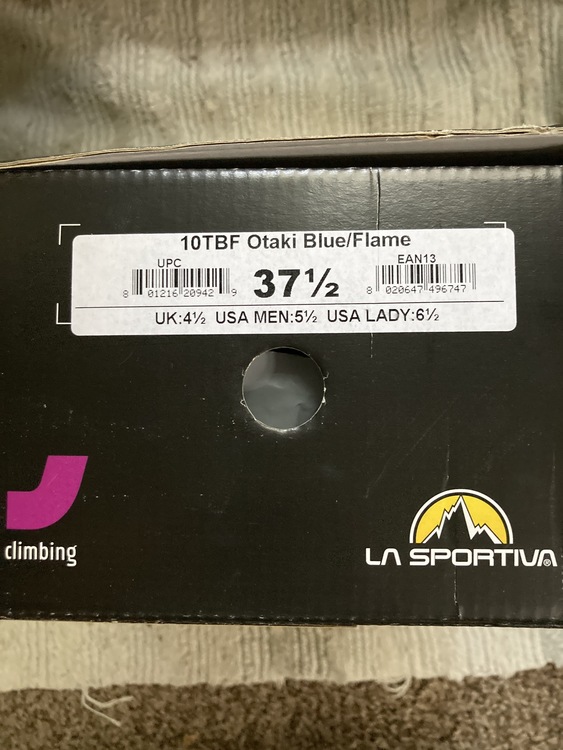 10TBF Otaki Blue/Flame
UPC
EAN13
8 01216 20942 9
37½
8 020647 496747
UK:4½ USA MEN:5½ USA LADY:6½
climbing
LA SPORTIVA®